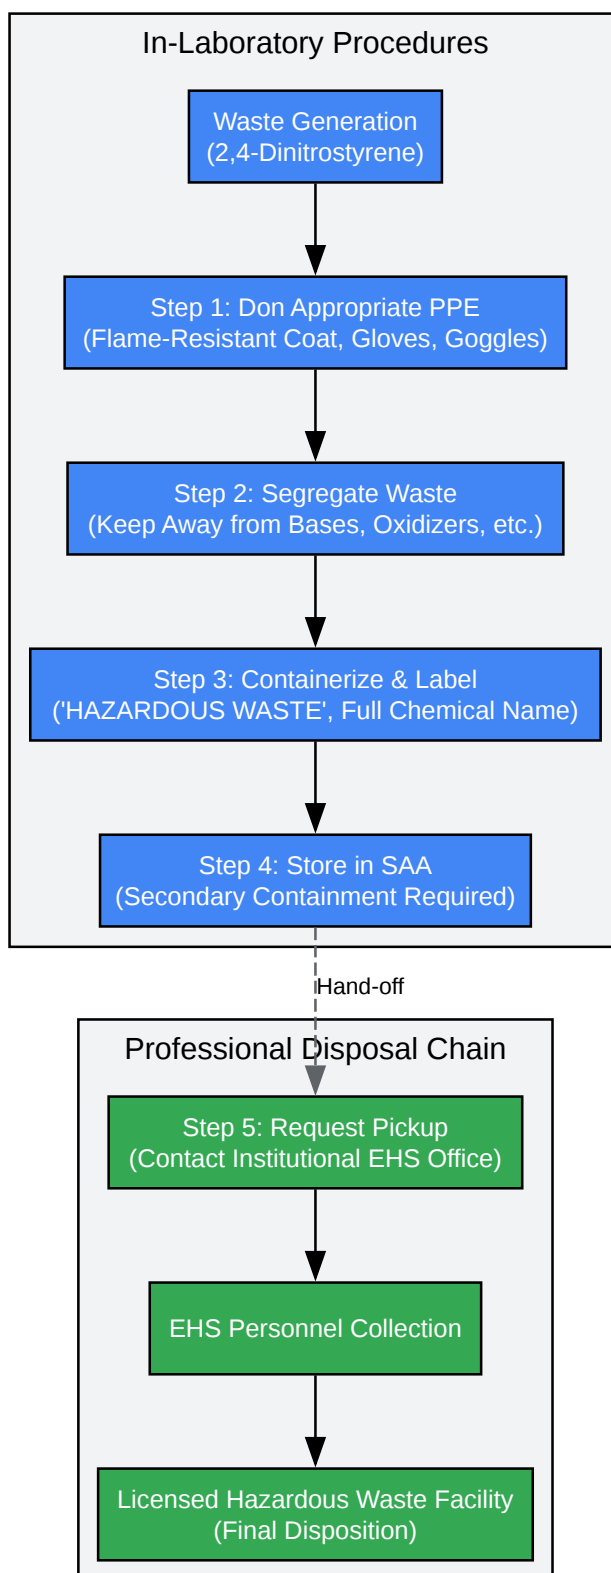 In-Laboratory Procedures
Waste Generation
(2,4-Dinitrostyrene)
Step 1: Don Appropriate PPE
(Flame-Resistant Coat, Gloves, Goggles)
Step 2: Segregate Waste
(Keep Away from Bases, Oxidizers, etc.)
Step 3: Containerize & Label
('HAZARDOUS WASTE', Full Chemical Name)
Step 4: Store in SAA
(Secondary Containment Required)
Hand-off
Professional Disposal Chain
Step 5: Request Pickup
(Contact Institutional EHS Office)
EHS Personnel Collection
Licensed Hazardous Waste Facility
(Final Disposition)